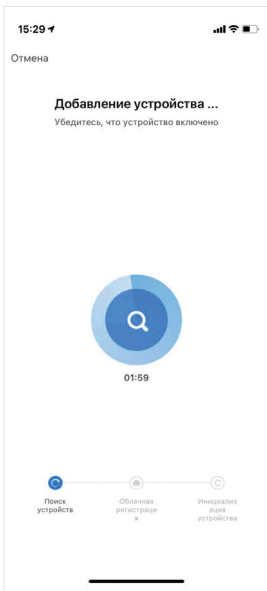 15:29
Отмена
Добавление устройства ...
Убедитесь, что устройство включено
01:59
Поиск
устройств
Облачная
регистраци
я
Инициализ
ация
устройства